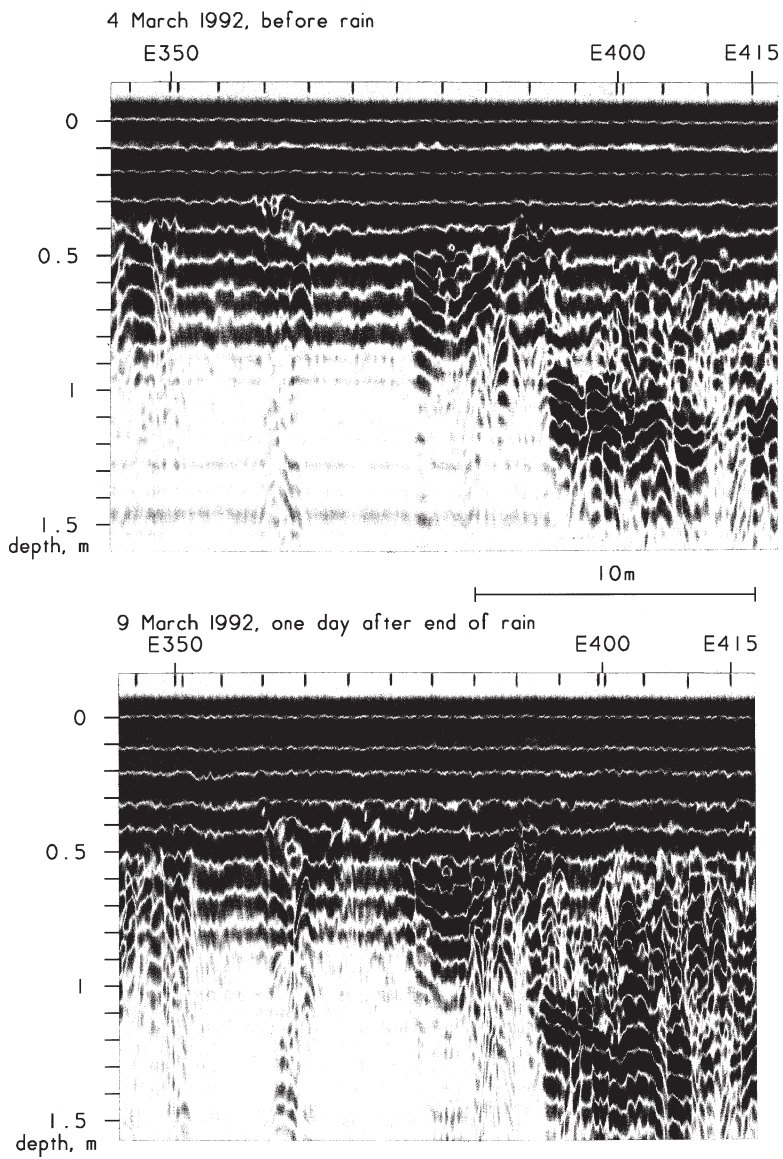 4 March 1992, before rain
E350 E400 E415
0
0.5
1
1.5
depth, m
10m
9 March 1992, one day after end of rain
E350 E400 E415
0
0.5
1
1.5
depth, m